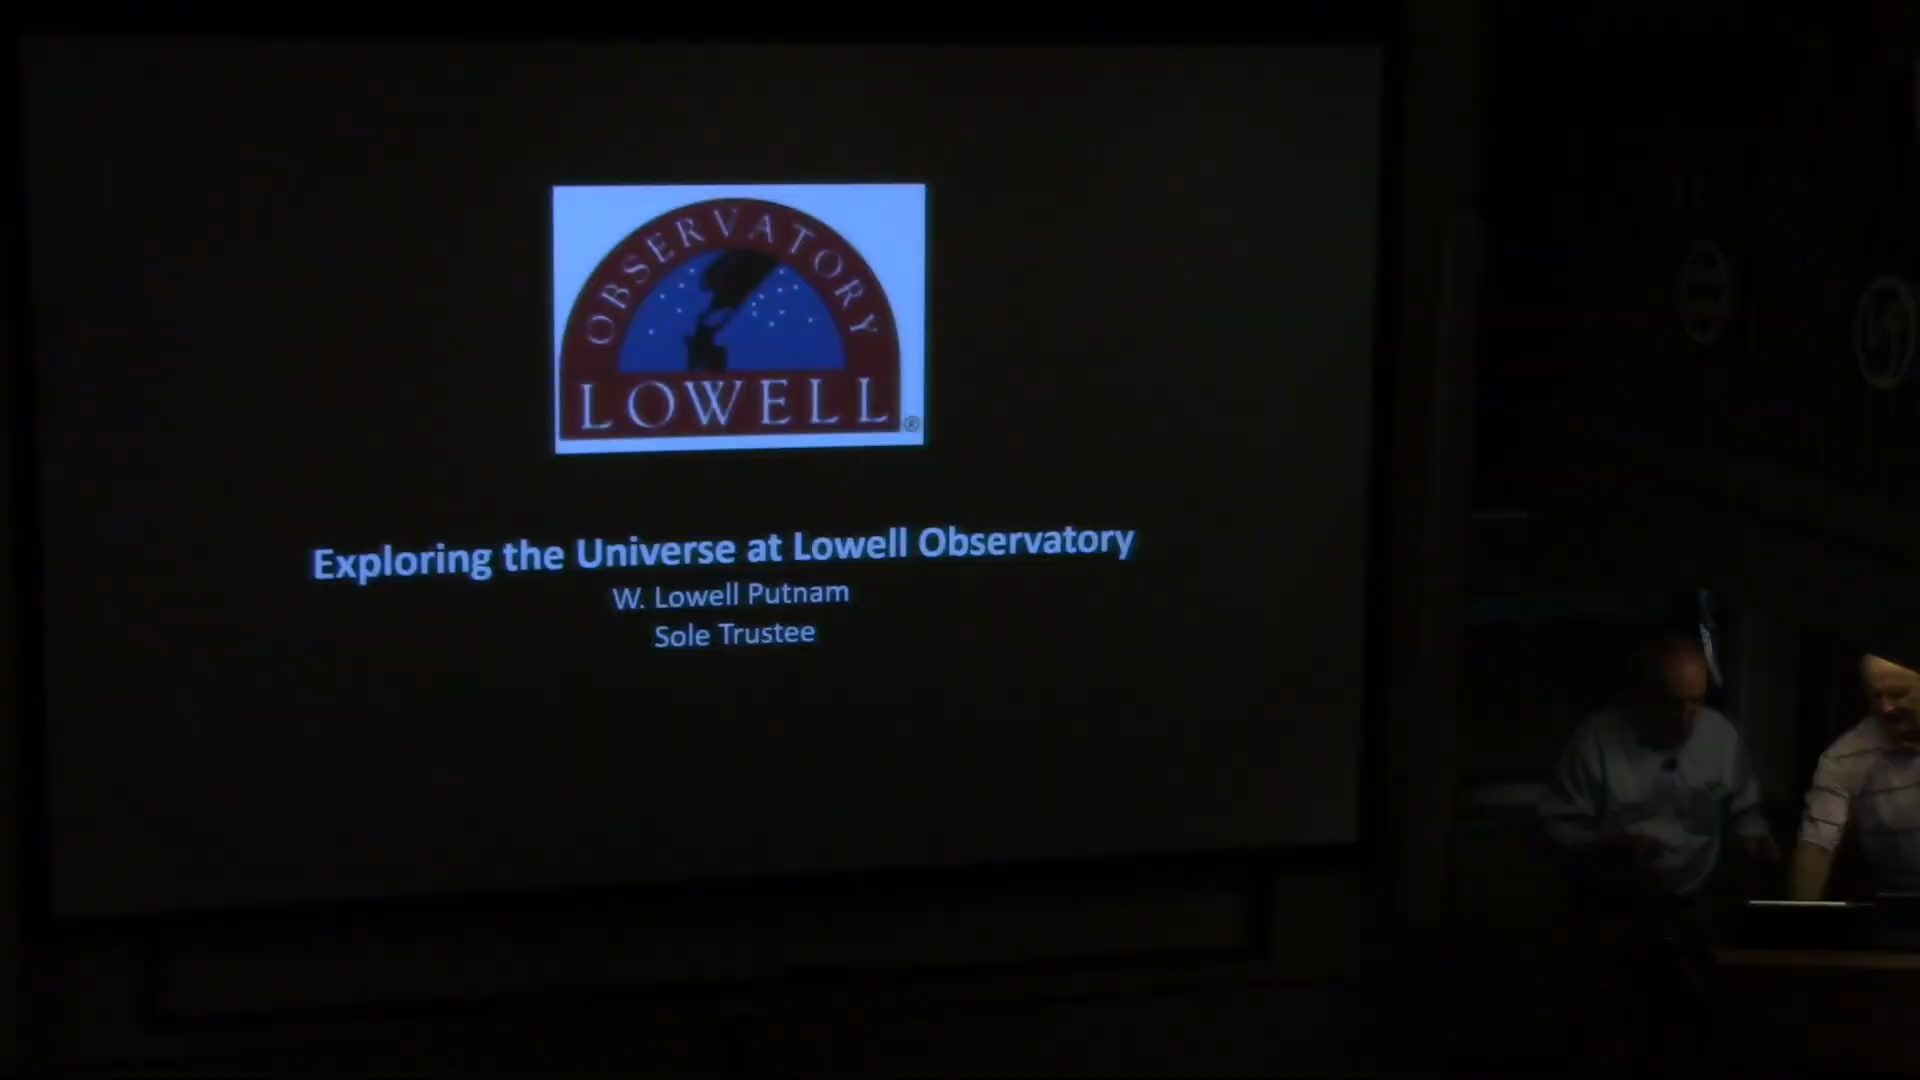 OBSERVATORY
LOWELL ®
Exploring the Universe at Lowell Observatory
W. Lowell Putnam
Sole Trustee